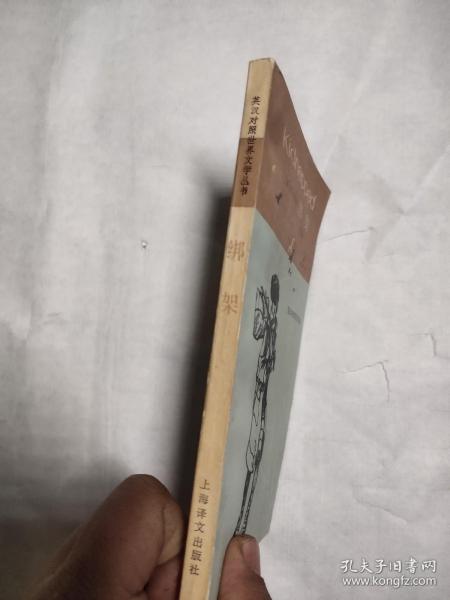 英汉对照世界文学丛书
绑架
上海译文出版社
Kidnapped
孔夫子旧书网
www.kongfz.com